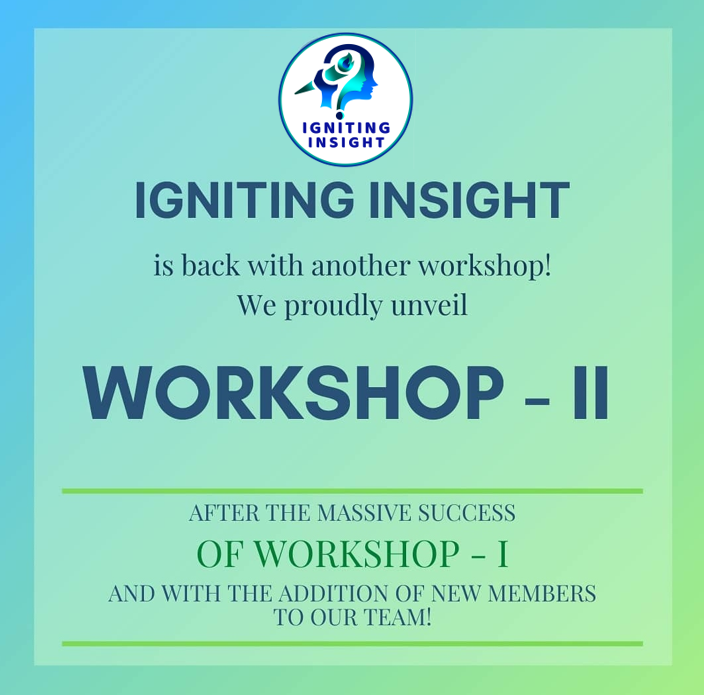 IGNITING
INSIGHT
IGNITING INSIGHT
is back with another workshop!
We proudly unveil
WORKSHOP - II
AFTER THE MASSIVE SUCCESS
OF WORKSHOP - I
AND WITH THE ADDITION OF NEW MEMBERS
TO OUR TEAM!